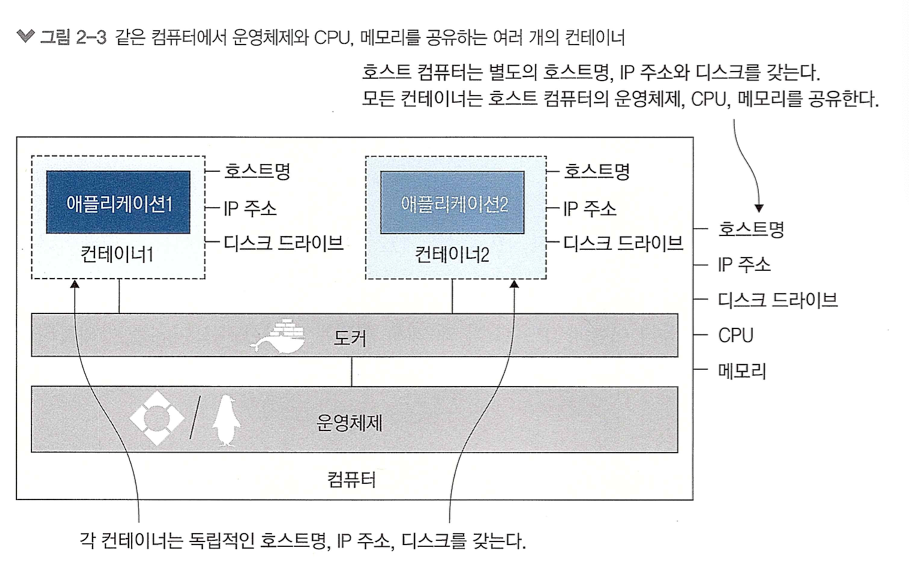 그림 2-3 같은 컴퓨터에서 운영체제와 CPU, 메모리를 공유하는 여러 개의 컨테이너
호스트 컴퓨터는 별도의 호스트명, IP 주소와 디스크를 갖는다.
모든 컨테이너는 호스트 컴퓨터의 운영체제, CPU, 메모리를 공유한다.
애플리케이션1
컨테이너1
호스트명
IP 주소
디스크 드라이브
애플리케이션2
컨테이너2
호스트명
IP 주소
디스크 드라이브
호스트명
IP 주소
디스크 드라이브
CPU
메모리
도커
/
운영체제
컴퓨터
각 컨테이너는 독립적인 호스트명, IP 주소, 디스크를 갖는다.